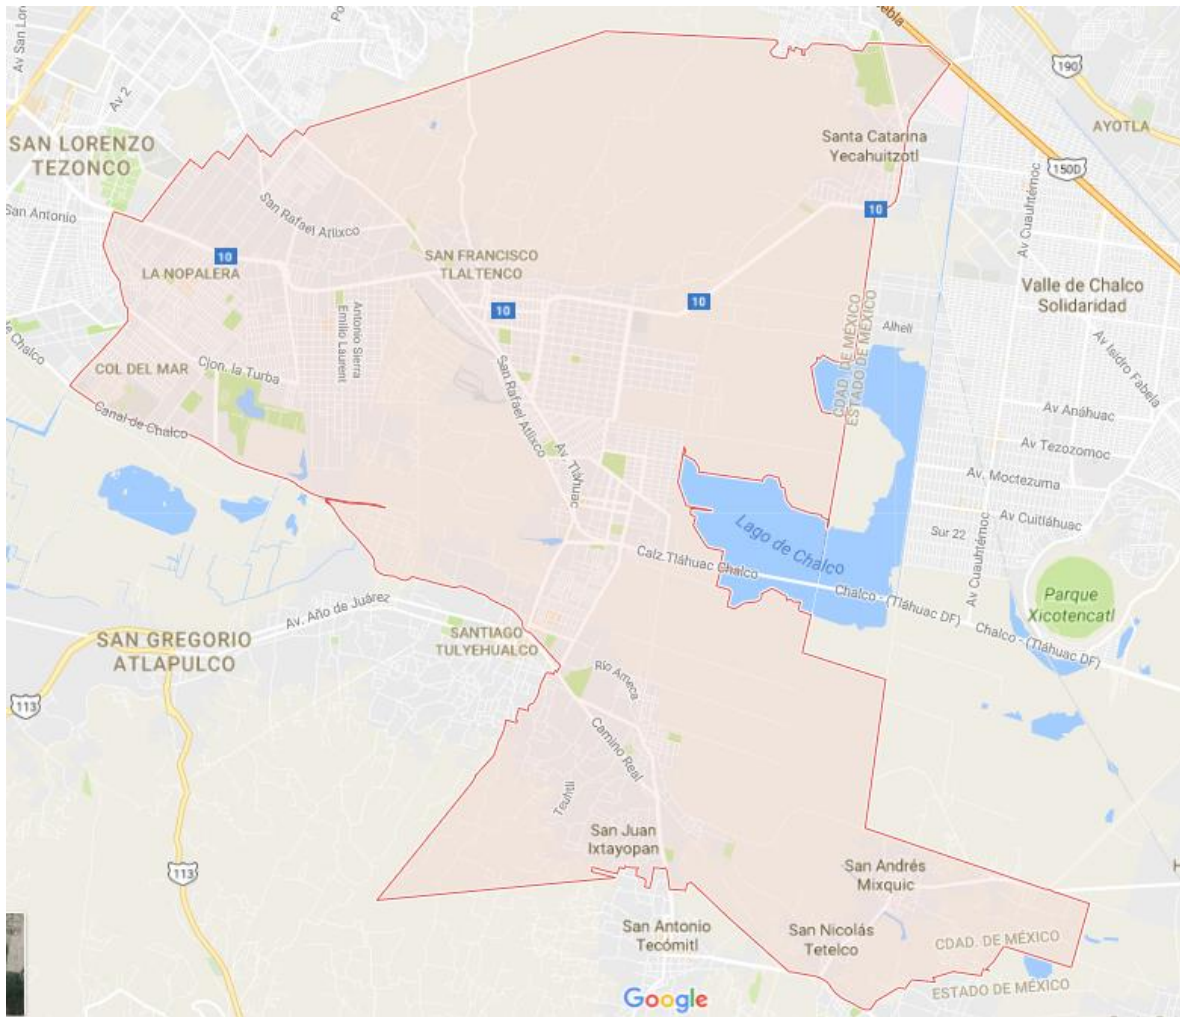 Av San Lor
Po
ebla
190
Av 2
AYOTLA
SAN LORENZO
TEZONCO
Santa Catarina
Yecahuitzotl
150D
San Antonio
San Rafael Atlixco
10
Av Cuauhtémoc
10
LA NOPALERA
SAN FRANCISCO
TLALTENCO
Valle de Chalco
Solidaridad
10
10
Antonio Sierra
Emilio Laurent
CDAD. DE MÉXICO
ESTADO DE MÉXICO
Alheli
de Chalco
Av Isidro Fabela
COL DEL MAR
Cjon. la Turba
San Rafael Atlixco
Canal de Chalco
Av Anáhuac
Av Tezozomoc
Av. Tláhuac
Av. Moctezuma
Av Cuitláhuac
Lago de Chalco
Sur 22
Av Cuauhtémoc
Calz.Tláhuac Chalco
Chalco - (Tláhuac DF)
Parque
Xicotencatl
Av. Año de Juárez
SAN GREGORIO
ATLAPULCO
SANTIAGO
TULYEHUALCO
Chalco - (Tláhuac DF)
Río Ameca
113
Camino Real
Teuhtli
San Juan
Ixtayopan
113
San Andrés
Mixquic
H
San Antonio
Tecómitl
San Nicolás
Tetelco
CDAD. DE MÉXICO
ESTADO DE MÉXICO
Google